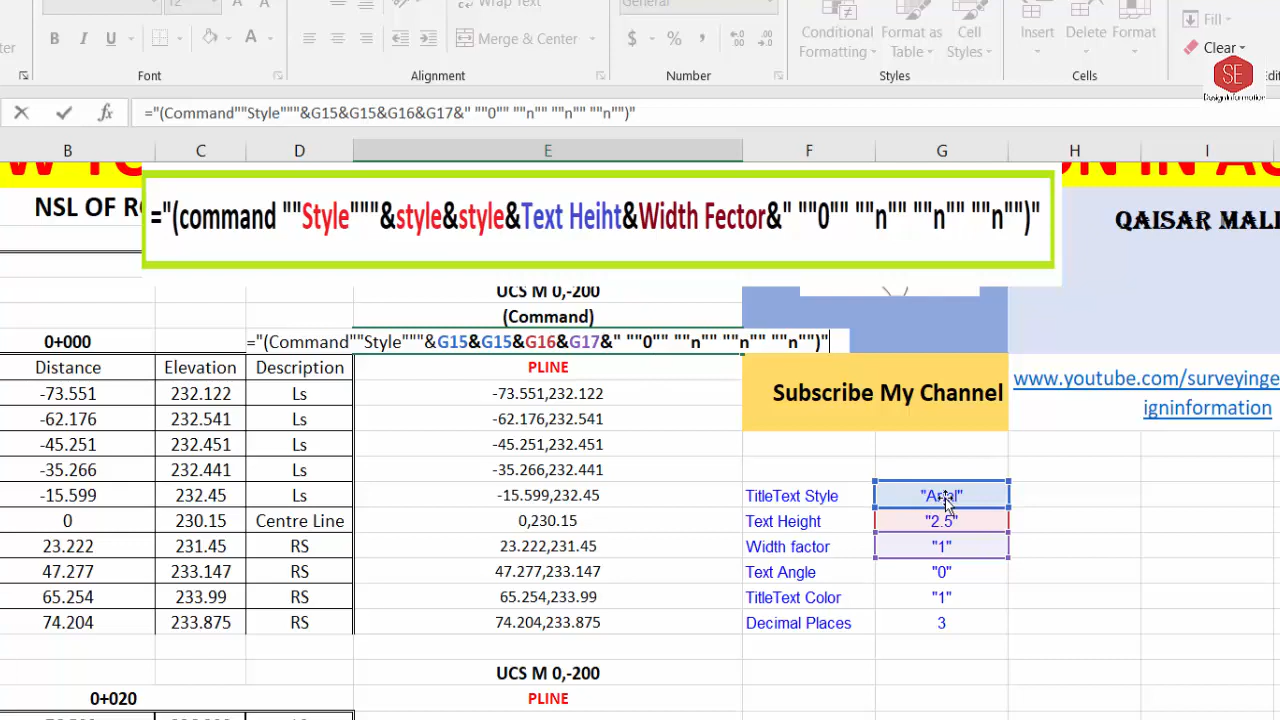 12
Wrap Text
General
B I U A
Merge & Center
$ % ,
Conditional Formatting
Format as Table
Cell Styles
Insert Delete Format
Fill
Clear
Font Alignment Number Styles Cells
SE
Design Information
fx ="(Command""Style"""&G15&G15&G16&G17&" ""0"" ""n"" ""n"" ""n"")"
B C D E F G H I
="(command ""Style"""&style&style&Text Heiht&Width Fector&" ""0"" ""n"" ""n"" ""n"")"
NSL OF
QAISAR
UCS M 0,-200
(Command)
0+000 ="(Command""Style"""&G15&G15&G16&G17&" ""0"" ""n"" ""n"" ""n"")"
Distance Elevation Description PLINE
Subscribe My Channel
www.youtube.com/surveyinge
igninformation
-73.551 232.122 Ls -73.551,232.122
-62.176 232.541 Ls -62.176,232.541
-45.251 232.451 Ls -45.251,232.451
-35.266 232.441 Ls -35.266,232.441
-15.599 232.45 Ls -15.599,232.45 TitleText Style "Arial"
0 230.15 Centre Line 0,230.15 Text Height "2.5"
23.222 231.45 RS 23.222,231.45 Width factor "1"
47.277 233.147 RS 47.277,233.147 Text Angle "0"
65.254 233.99 RS 65.254,233.99 TitleText Color "1"
74.204 233.875 RS 74.204,233.875 Decimal Places 3
UCS M 0,-200
0+020 PLINE